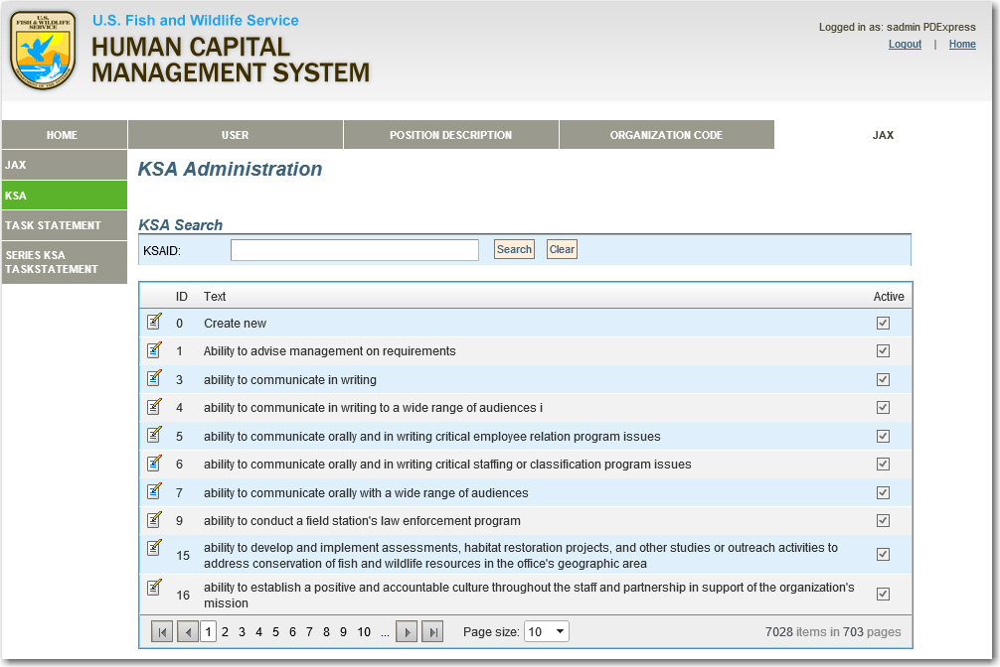 U.S.
FISH & WILDLIFE
SERVICE
U.S. Fish and Wildlife Service
HUMAN CAPITAL
MANAGEMENT SYSTEM
Logged in as: sadmin PDExpress
Logout | Home
HOME USER POSITION DESCRIPTION ORGANIZATION CODE JAX
JAX
KSA
TASK STATEMENT
SERIES KSA
TASKSTATEMENT
KSA Administration
KSA Search
KSAID: Search Clear
ID Text Active
0 Create new
1 Ability to advise management on requirements
3 ability to communicate in writing
4 ability to communicate in writing to a wide range of audiences i
5 ability to communicate orally and in writing critical employee relation program issues
6 ability to communicate orally and in writing critical staffing or classification program issues
7 ability to communicate orally with a wide range of audiences
9 ability to conduct a field station's law enforcement program
15 ability to develop and implement assessments, habitat restoration projects, and other studies or outreach activities to
address conservation of fish and wildlife resources in the office's geographic area
16 ability to establish a positive and accountable culture throughout the staff and partnership in support of the organization's
mission
1 2 3 4 5 6 7 8 9 10 ... Page size: 10 7028 items in 703 pages